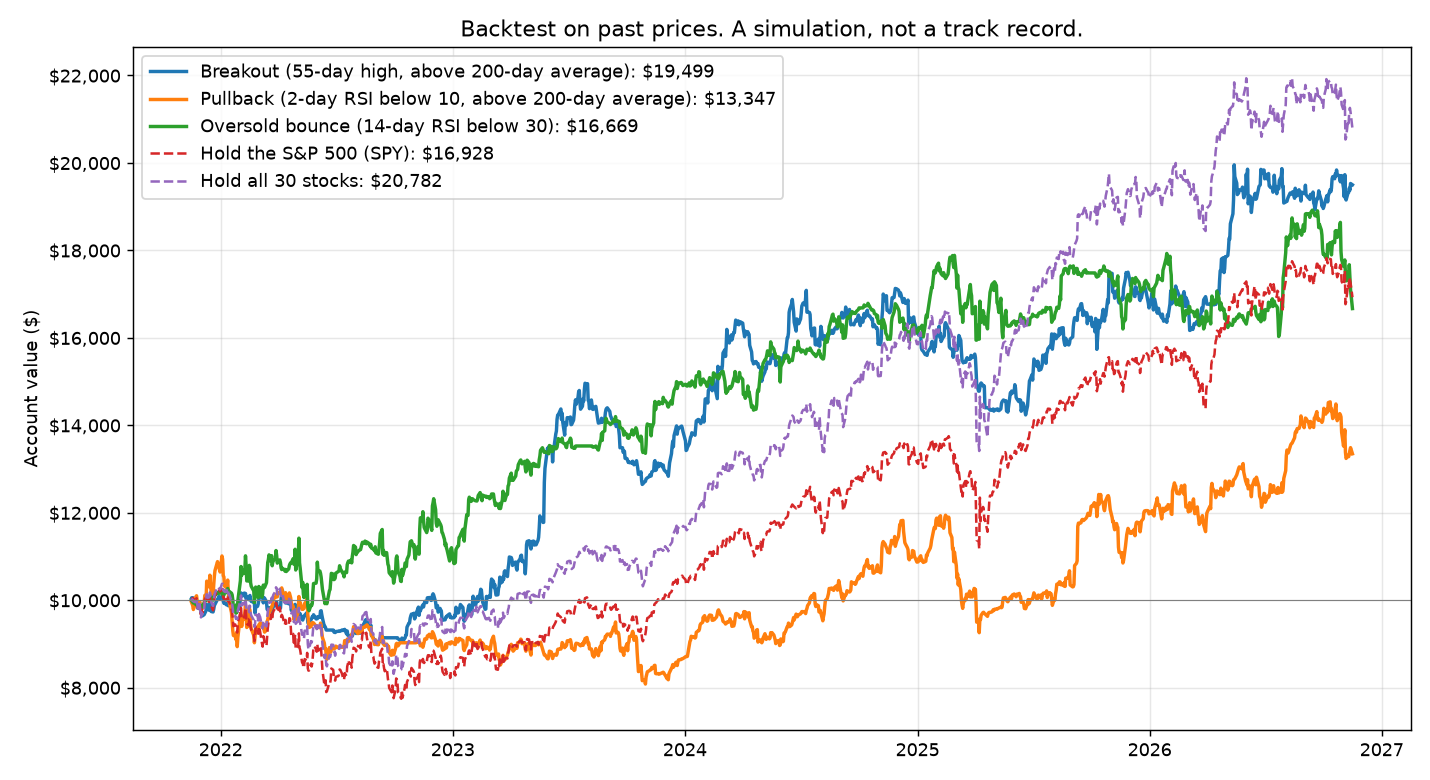 Backtest on past prices. A simulation, not a track record.
Breakout (55-day high, above 200-day average): $19,499
Pullback (2-day RSI below 10, above 200-day average): $13,347
Oversold bounce (14-day RSI below 30): $16,669
Hold the S&P 500 (SPY): $16,928
Hold all 30 stocks: $20,782
Account value ($)
$22,000
$20,000
$18,000
$16,000
$14,000
$12,000
$10,000
$8,000
2022
2023
2024
2025
2026
2027